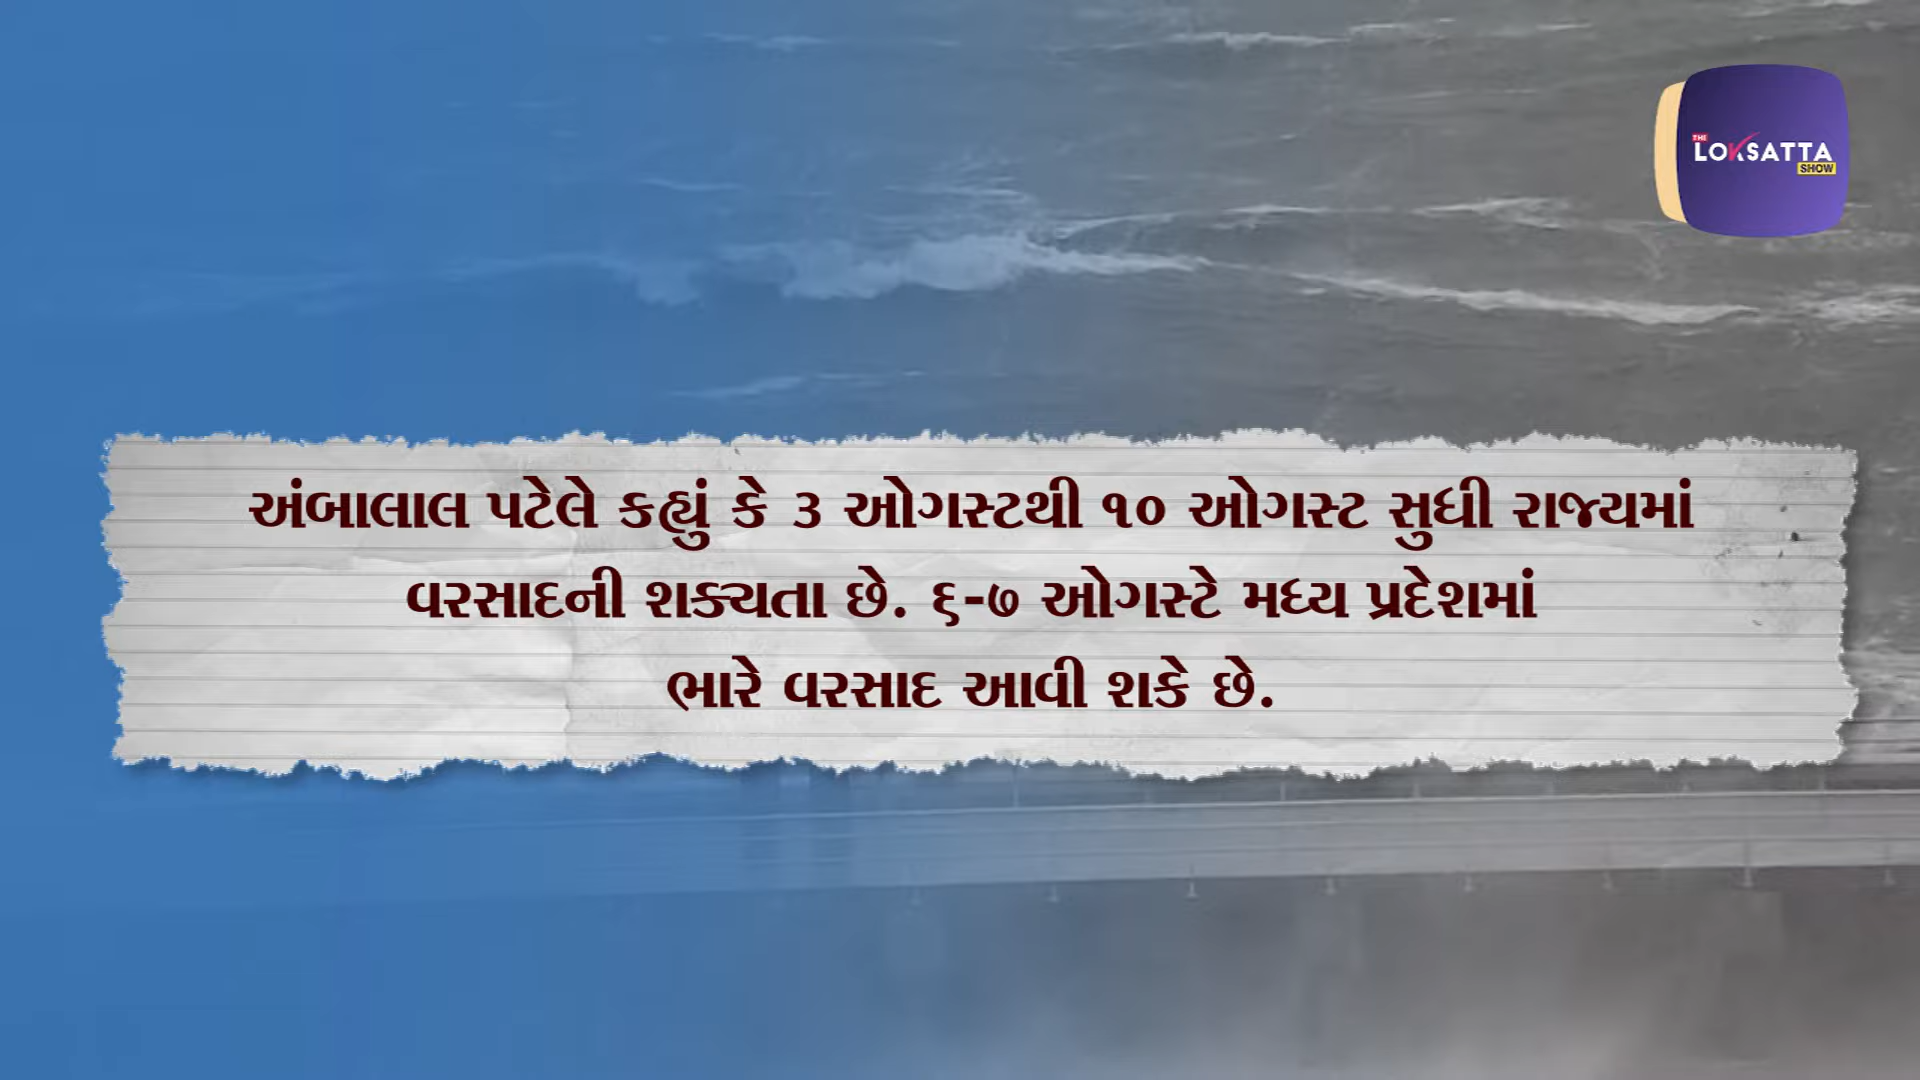 THE
LOKSATTA
SHOW
અંબાલાલ પટેલે કહ્યું કે ૩ ઓગસ્ટથી ૧૦ ઓગસ્ટ સુધી રાજ્યમાં
વરસાદની શક્યતા છે. ૬-૭ ઓગસ્ટે મધ્ય પ્રદેશમાં
ભારે વરસાદ આવી શકે છે.